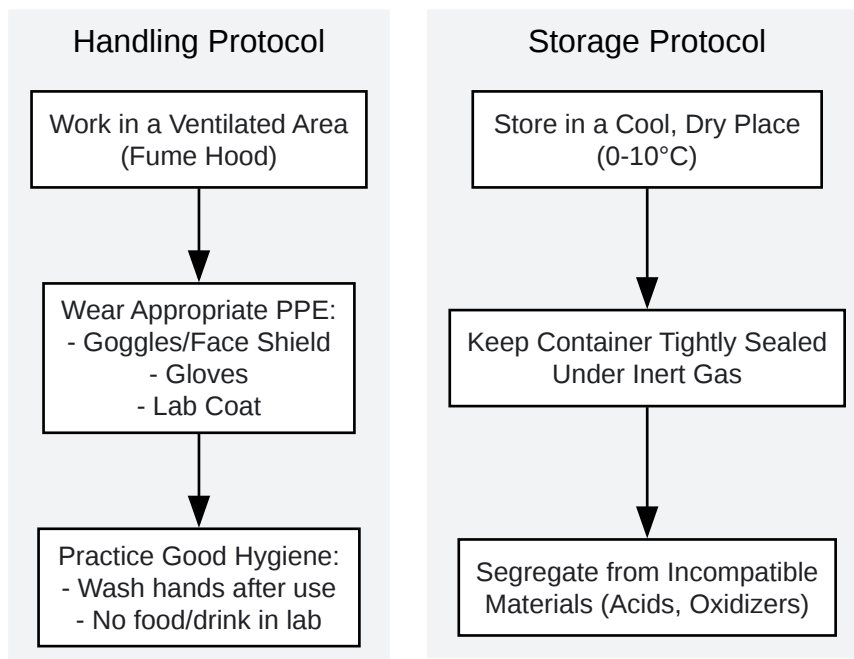 Handling Protocol
Work in a Ventilated Area
(Fume Hood)
Wear Appropriate PPE:
- Goggles/Face Shield
- Gloves
- Lab Coat
Practice Good Hygiene:
- Wash hands after use
- No food/drink in lab
Storage Protocol
Store in a Cool, Dry Place
(0-10°C)
Keep Container Tightly Sealed
Under Inert Gas
Segregate from Incompatible
Materials (Acids, Oxidizers)